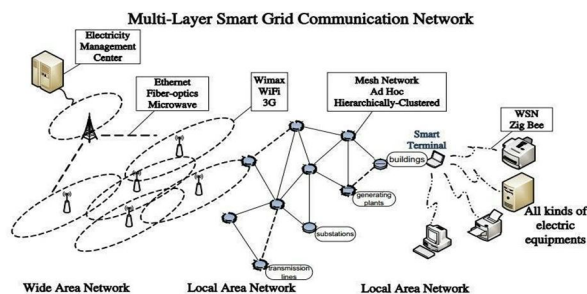 Multi-Layer Smart Grid Communication Network
Electricity
Management
Center
Ethernet
Fiber-optics
Microwave
Wimax
WiFi
3G
Mesh Network
Ad Hoc
Hierarchically-Clustered
WSN
Zig Bee
Smart
Terminal
buildings
generating
plants
substations
transmission
lines
All kinds of
electric
equipments
Wide Area Network
Local Area Network
Local Area Network